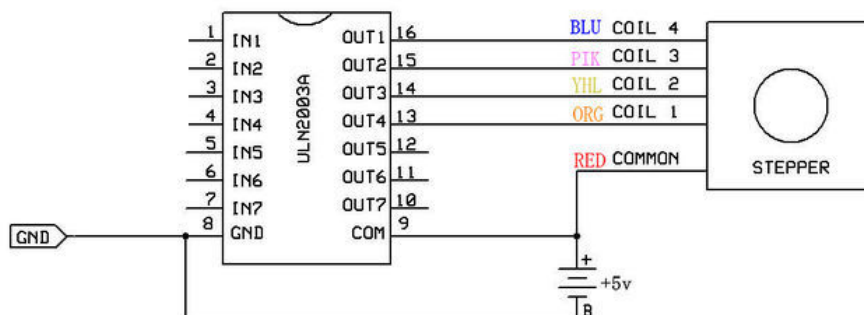 1 IN1 OUT1 16 BLU COIL 4
2 IN2 OUT2 15 PIK COIL 3
3 IN3 OUT3 14 YHL COIL 2
4 IN4 OUT4 13 ORG COIL 1
5 IN5 OUT5 12
6 IN6 OUT6 11
7 IN7 OUT7 10
8 GND COM 9
ULN2003A
RED COMMON
STEPPER
GND
+
+5v